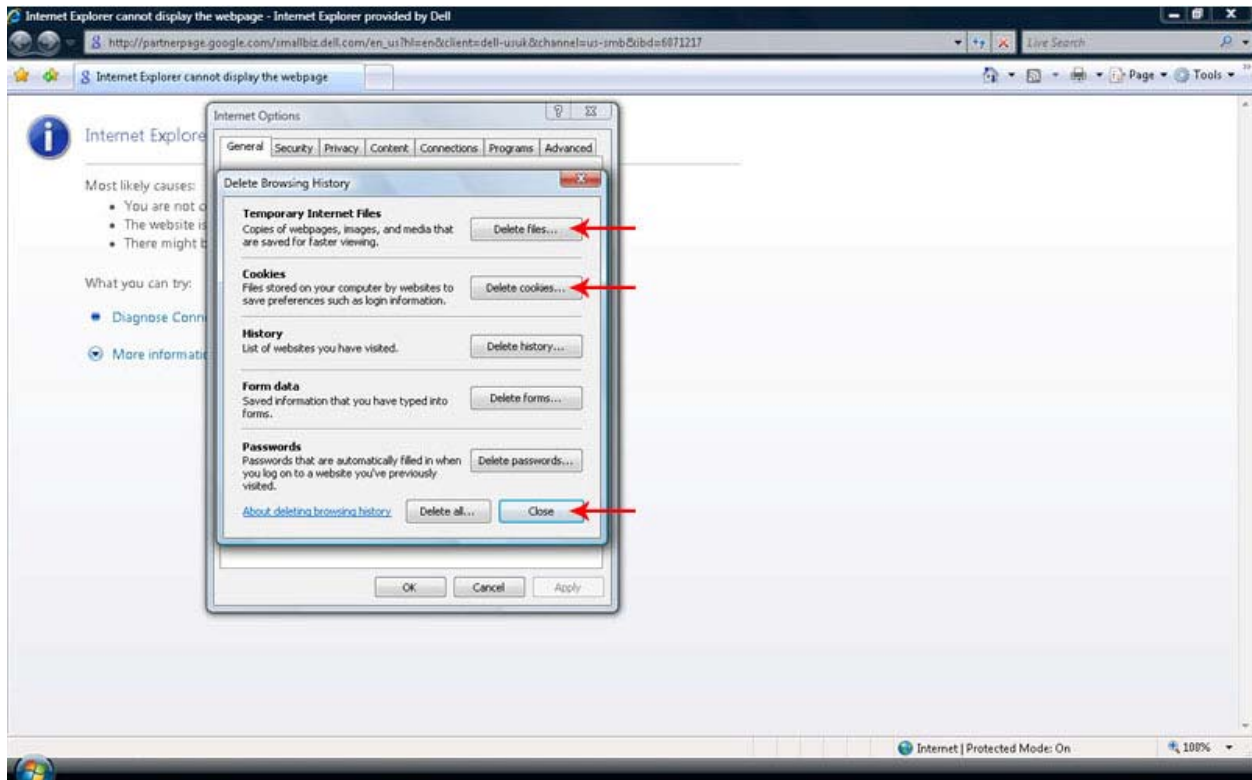 Internet Explorer cannot display the webpage - Internet Explorer provided by Dell
http://partnerpage.google.com/smallbiz.dell.com/en_us?hl=en&client=dell-usuk&channel=us-smb&ibd=6071217
Live Search
Internet Explorer cannot display the webpage
Page
Tools
Internet Explore
Most likely causes:
You are not
The website is
There might
What you can try:
Diagnose Conn
More informati
Internet Options
General Security Privacy Content Connections Programs Advanced
Delete Browsing History
Temporary Internet Files
Copies of webpages, images, and media that
are saved for faster viewing.
Delete files...
Cookies
Files stored on your computer by websites to
save preferences such as login information.
Delete cookies...
History
List of websites you have visited.
Delete history...
Form data
Saved information that you have typed into
forms.
Delete forms...
Passwords
Passwords that are automatically filled in when
you log on to a website you've previously
visited.
Delete passwords...
About deleting browsing history
Delete all...
Close
OK
Cancel
Apply
Internet | Protected Mode: On
100%